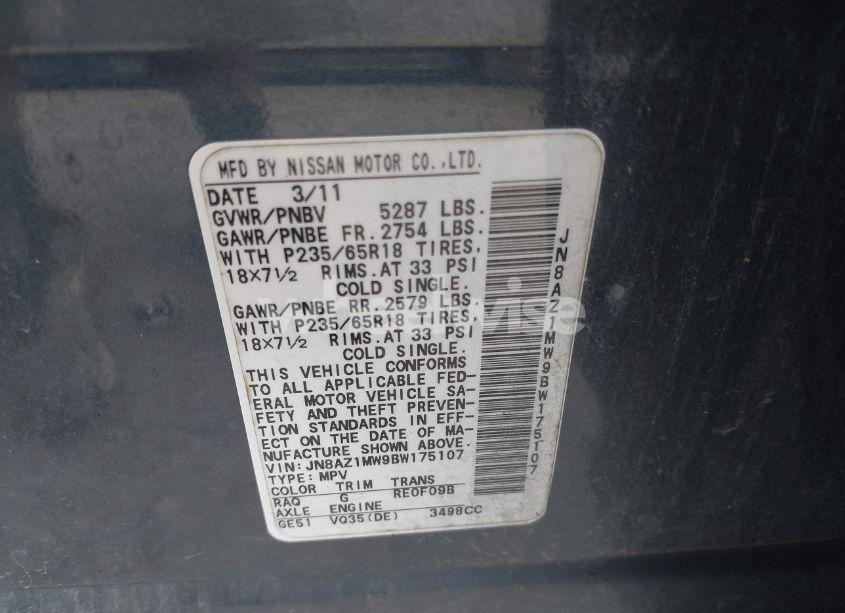 MFD BY NISSAN MOTOR CO.,LTD.
DATE 3/11
GVWR/PNBV 5287 LBS.
GAWR/PNBE FR. 2754 LBS.
WITH P235/65R18 TIRES,
18×7½ RIMS.AT 33 PSI
COLD SINGLE.
GAWR/PNBE RR. 2579 LBS.
WITH P235/65R18 TIRES,
18×7½ RIMS.AT 33 PSI
COLD SINGLE.
THIS VEHICLE CONFORMS
TO ALL APPLICABLE FED-
ERAL MOTOR VEHICLE SA-
FETY AND THEFT PREVEN-
TION STANDARDS IN EFF-
ECT ON THE DATE OF MA-
NUFACTURE SHOWN ABOVE.
VIN: JN8AZ1MW9BW175107
TYPE: MPV
COLOR TRIM TRANS
RAQ G RE0F09B
AXLE ENGINE
GE51 VQ35(DE) 3498CC
JN8AZ1MW9BW175107